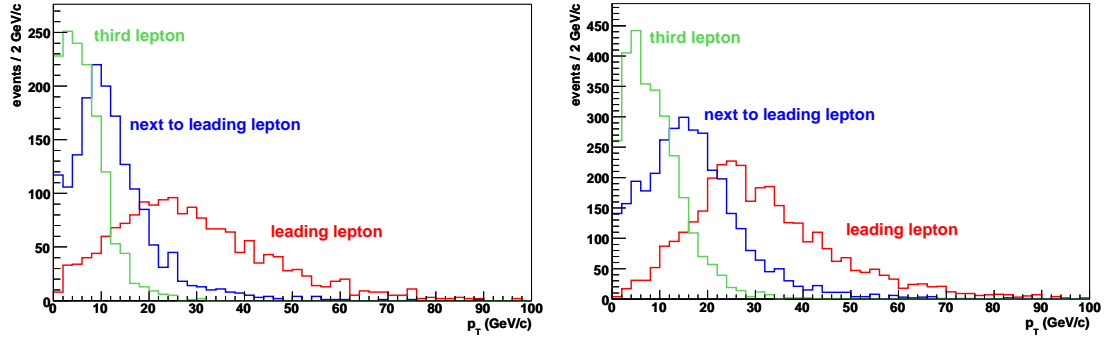 events / 2 GeV/c
250
200
150
100
50
0
third lepton
next to leading lepton
leading lepton
0 10 20 30 40 50 60 70 80 90 100
p_T (GeV/c)
events / 2 GeV/c
450
400
350
300
250
200
150
100
50
0
third lepton
next to leading lepton
leading lepton
0 10 20 30 40 50 60 70 80 90 100
p_T (GeV/c)